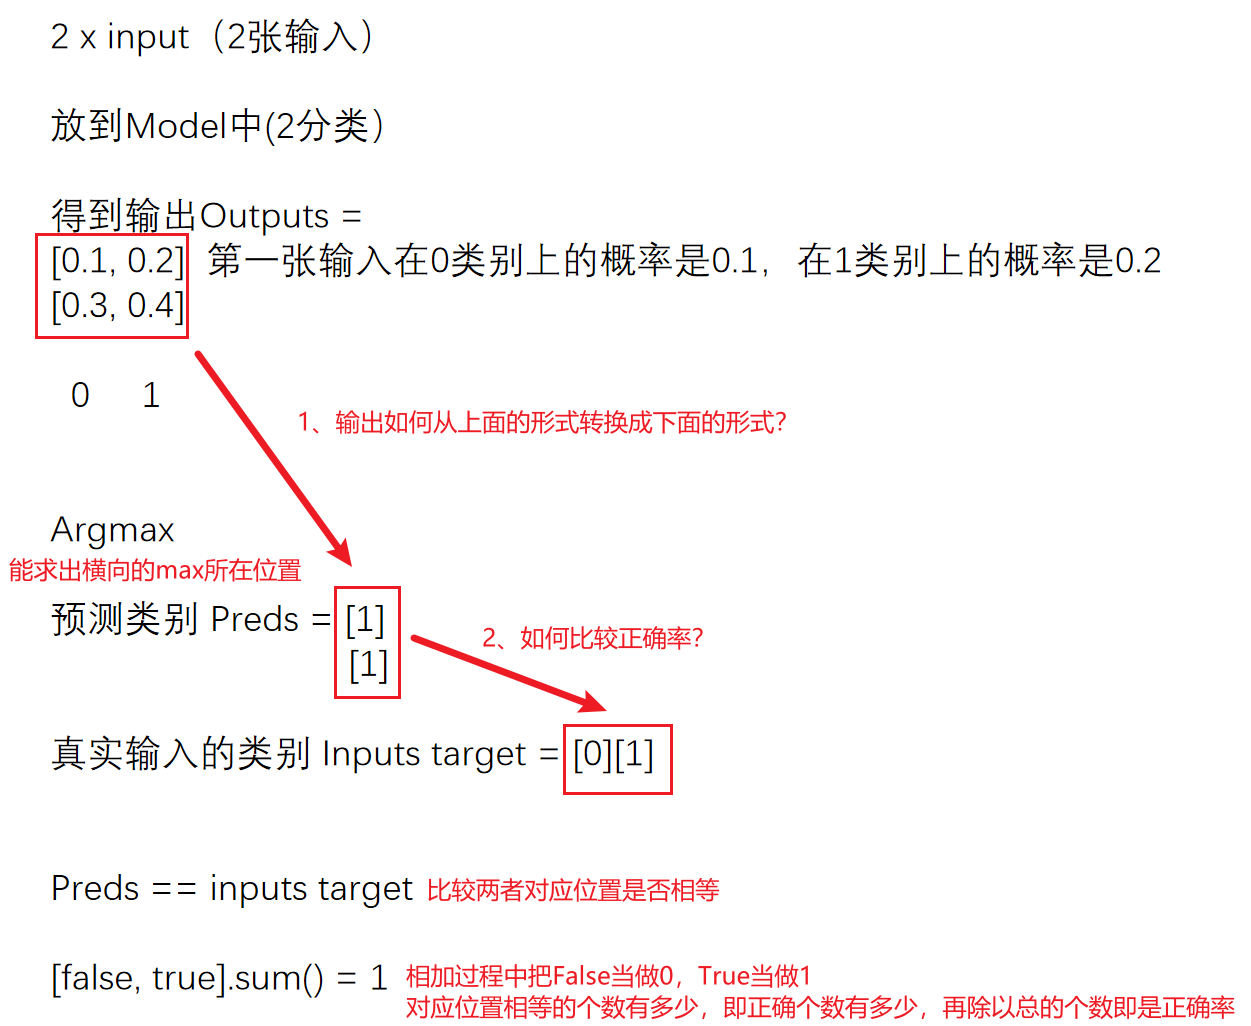 2 x input（2张输入）
放到Model中(2分类）
得到输出Outputs =
[0.1, 0.2] 第一张输入在0类别上的概率是0.1，在1类别上的概率是0.2
[0.3, 0.4]
0 1
1、输出如何从上面的形式转换成下面的形式？
Argmax
能求出横向的max所在位置
预测类别 Preds = [1]
[1]
2、如何比较正确率？
真实输入的类别 Inputs target = [0][1]
Preds == inputs target 比较两者对应位置是否相等
[false, true].sum() = 1 相加过程中把False当做0，True当做1
对应位置相等的个数有多少，即正确个数有多少，再除以总的个数即是正确率